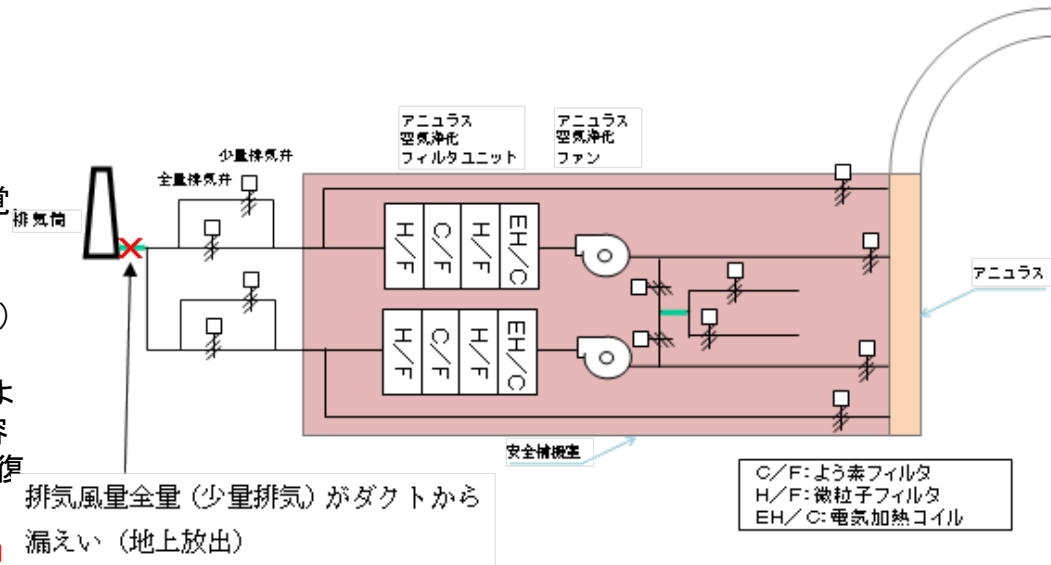 アニュラス
空気浄化
フィルタユニット
アニュラス
空気浄化
ファン
少量排気弁
全量排気弁
覚
排気筒
H/F
C/F
H/F
EH/C
アニュラス
)
H/F
C/F
H/F
EH/C
よ
容
復
安全補機室
C/F:よう素フィルタ
H/F:微粒子フィルタ
EH/C:電気加熱コイル
排気風量全量(少量排気)がダクトから
漏えい(地上放出)